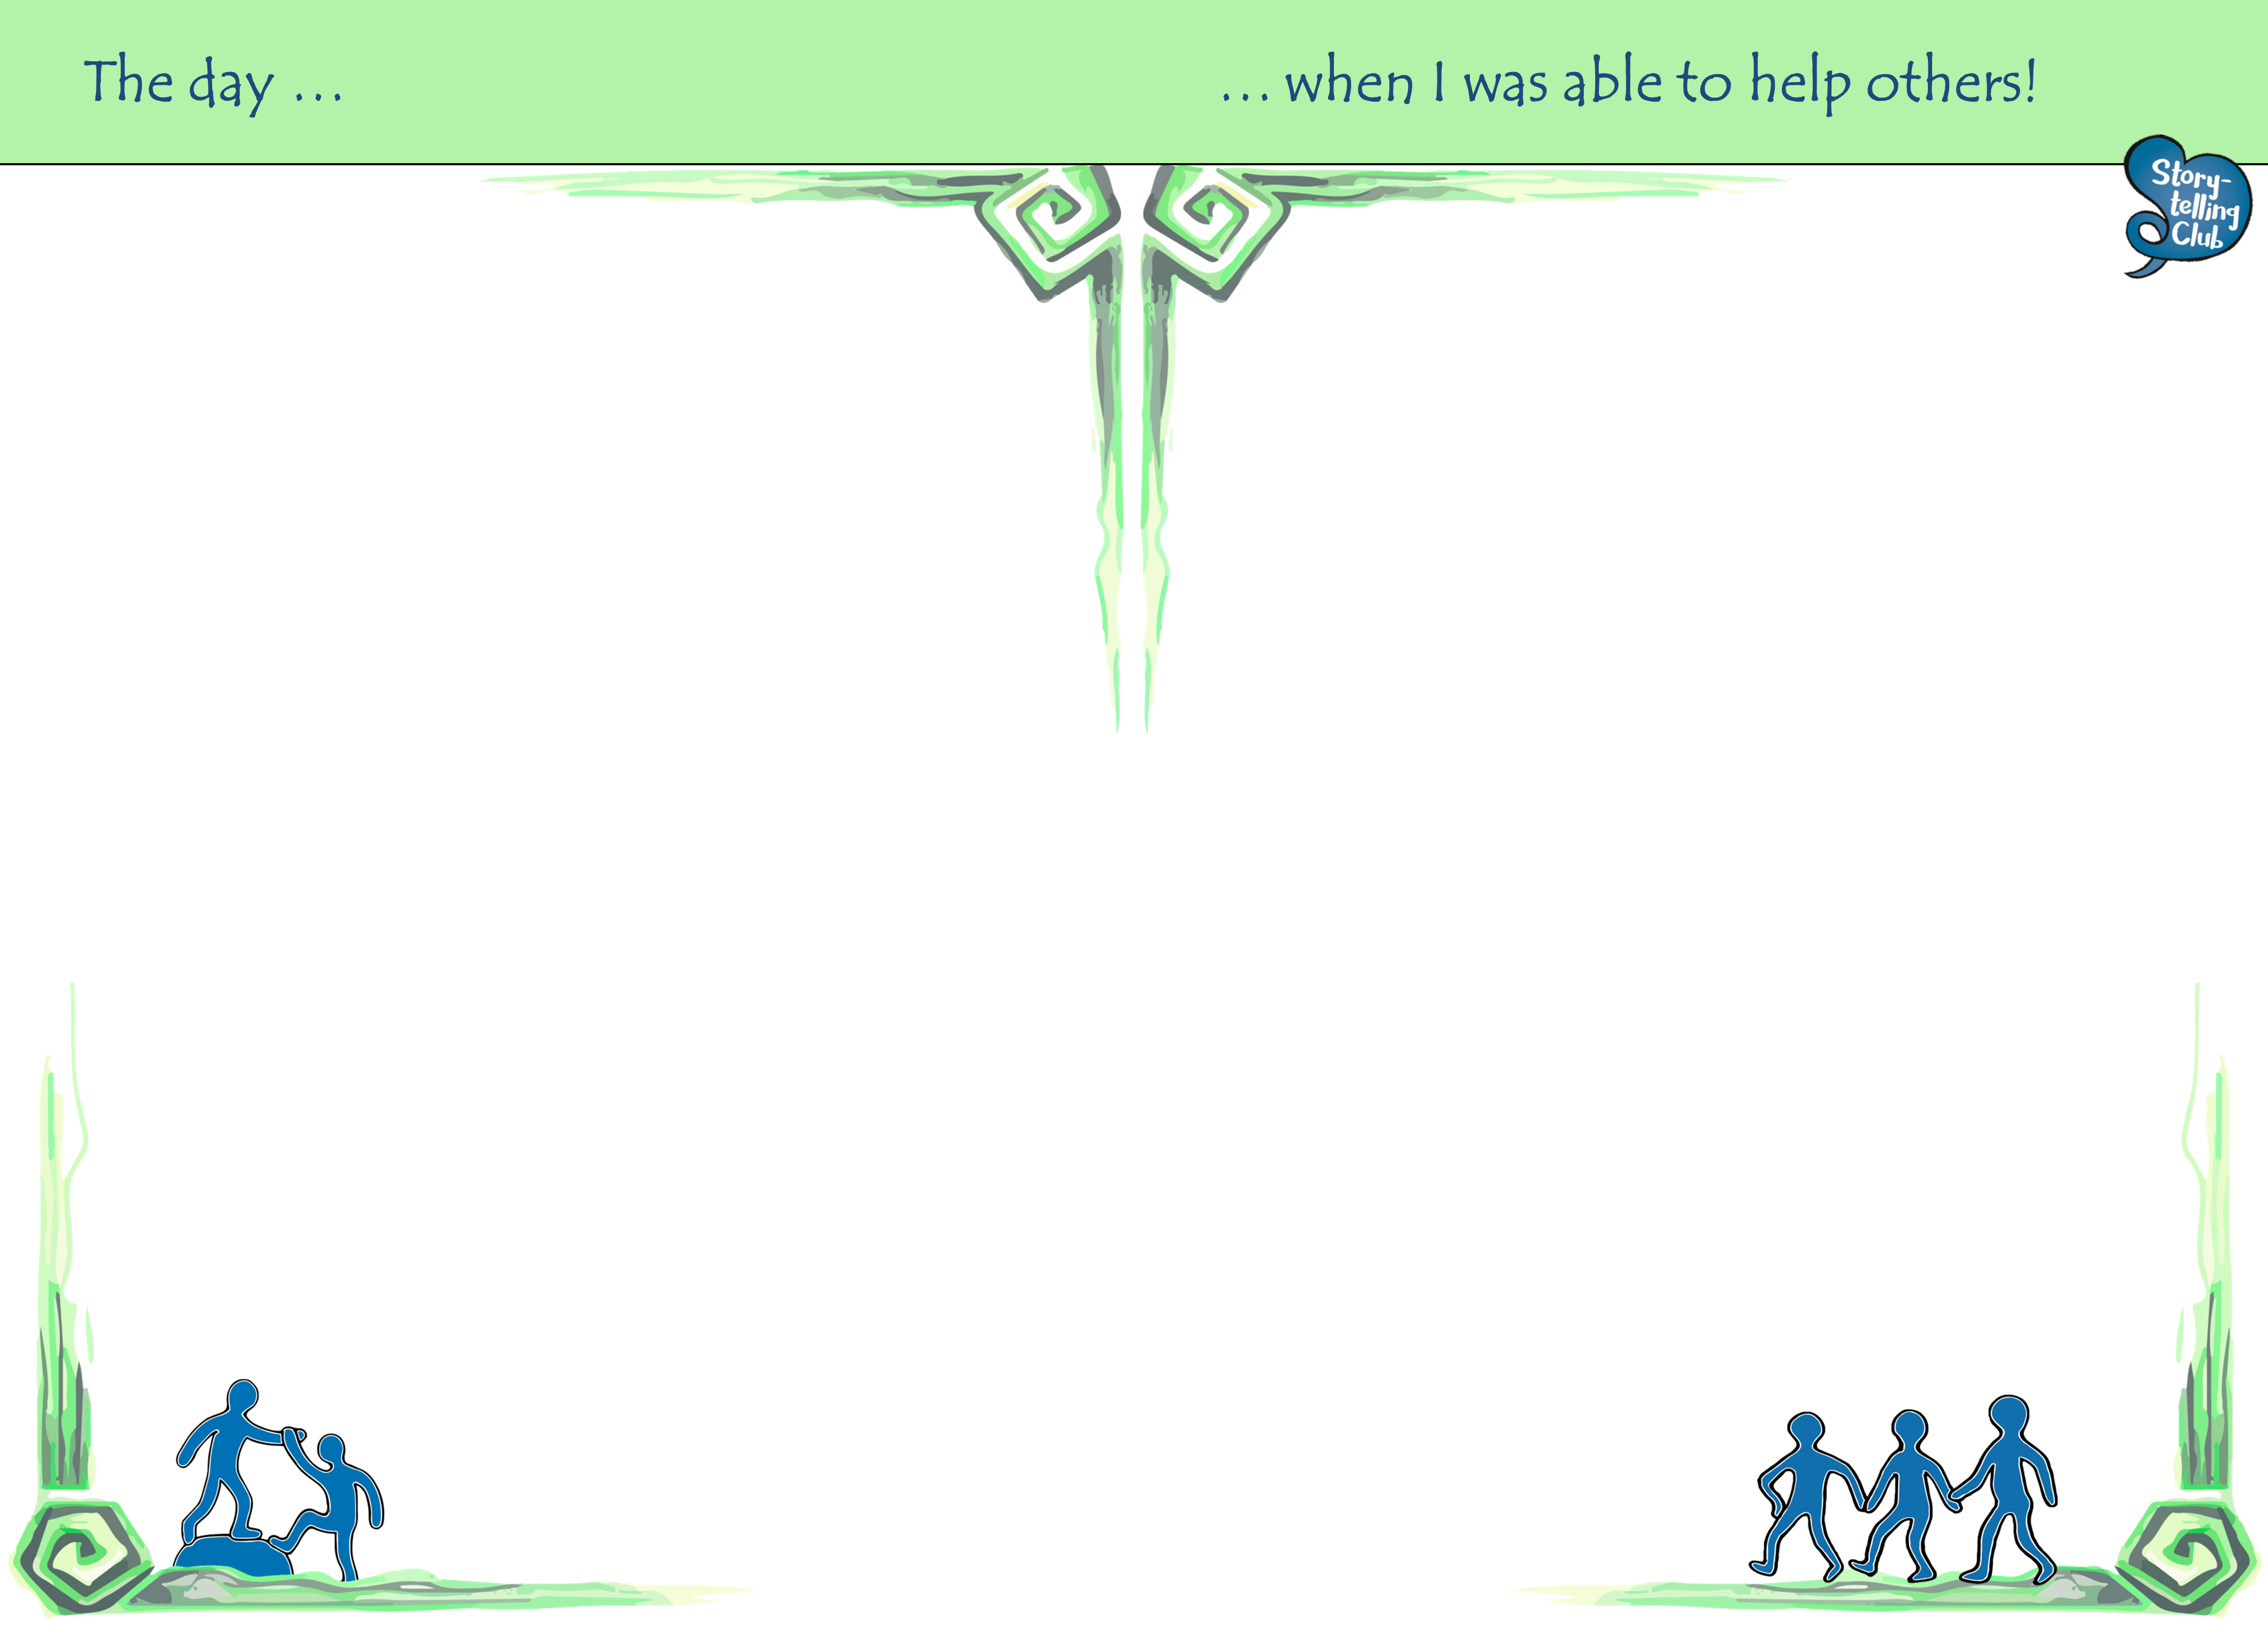 The day ...
... when I was able to help others!
Story-
telling
Club